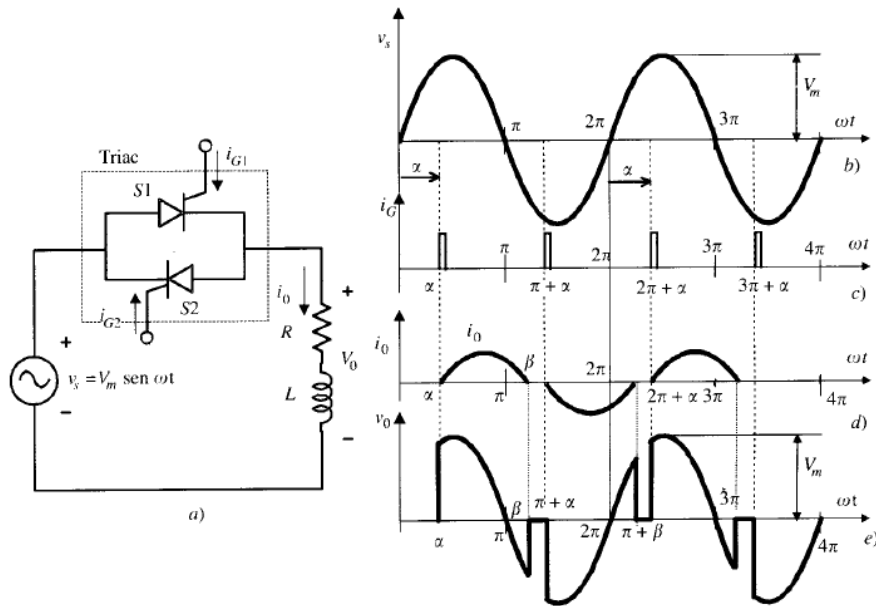 Triac
i_G1
S1
S2
i_G2
i_0
+
R
+
V_0
v_s = V_m sen ωt
−
L
−
a)
v_s
V_m
π
2π
3π
ωt
α
α
b)
i_G
π
2π
3π
4π
ωt
α
π + α
2π + α
3π + α
c)
i_0
i_0
β
2π
ωt
α
π
2π + α
3π
4π
d)
v_0
V_m
β
π + α
3π
ωt
α
π
2π
π + β
4π
e)